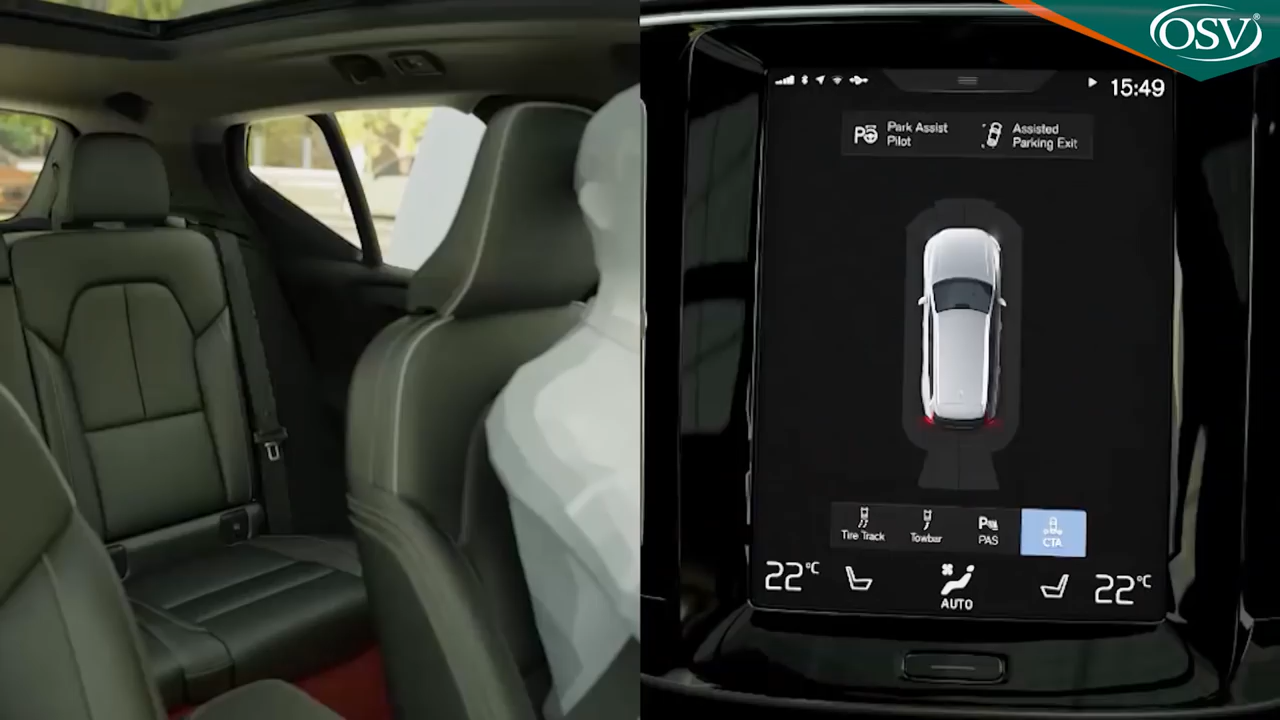 OSV
15:49
Park Assist
Pilot
Assisted
Parking Exit
Tire Track
Towbar
PAS
CTA
22°C
AUTO
22°C